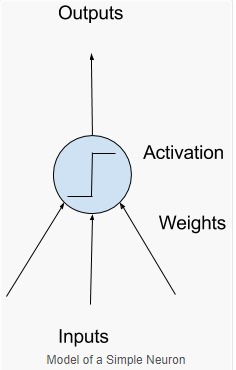 Outputs
Activation
Weights
Inputs
Model of a Simple Neuron